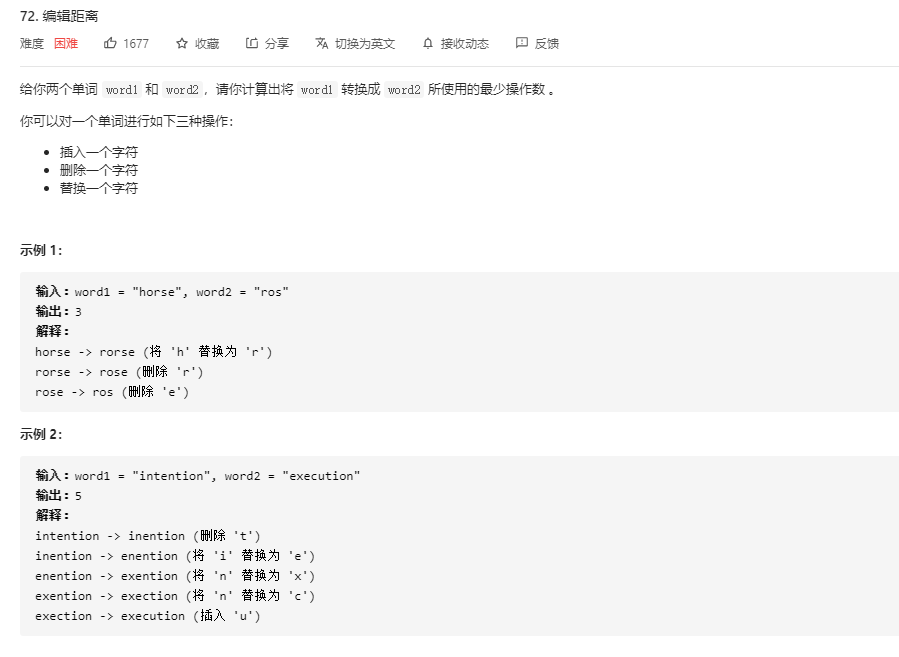 72. 编辑距离
难度 困难 1677 收藏 分享 切换为英文 接收动态 反馈
给你两个单词 word1 和 word2，请你计算出将 word1 转换成 word2 所使用的最少操作数 。
你可以对一个单词进行如下三种操作：
• 插入一个字符
• 删除一个字符
• 替换一个字符
示例 1：
输入：word1 = "horse", word2 = "ros"
输出：3
解释：
horse -> rorse (将 'h' 替换为 'r')
rorse -> rose (删除 'r')
rose -> ros (删除 'e')
示例 2：
输入：word1 = "intention", word2 = "execution"
输出：5
解释：
intention -> inention (删除 't')
inention -> enention (将 'i' 替换为 'e')
enention -> exention (将 'n' 替换为 'x')
exention -> exection (将 'n' 替换为 'c')
exection -> execution (插入 'u')